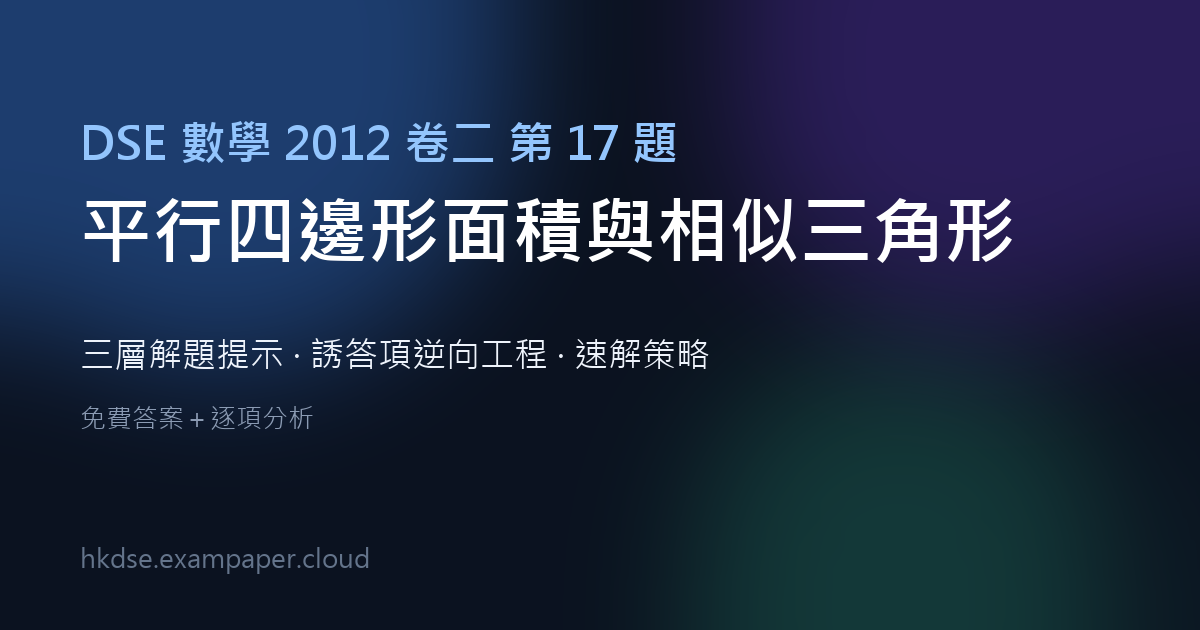 DSE 數學 2012 卷二 第 17 題
平行四邊形面積與相似三角形
三層解題提示 · 誘答項逆向工程 · 速解策略
免費答案 + 逐項分析
hkdse.exampaper.cloud